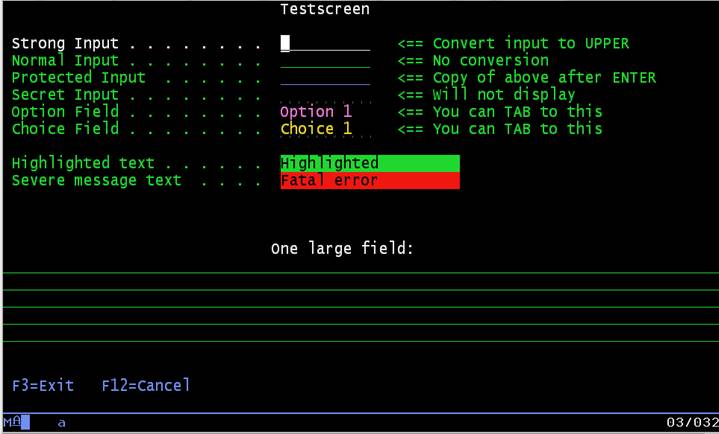 Testscreen
Strong Input . . . . . . . . <== Convert input to UPPER
Normal Input . . . . . . . . <== No conversion
Protected Input . . . . . . <== Copy of above after ENTER
Secret Input . . . . . . . . <== Will not display
Option Field . . . . . . . . Option 1 <== You can TAB to this
Choice Field . . . . . . . . Choice 1 <== You can TAB to this
Highlighted text . . . . . . Highlighted
Severe message text . . . . Fatal error
One large field:
F3=Exit F12=Cancel
MA a 03/032